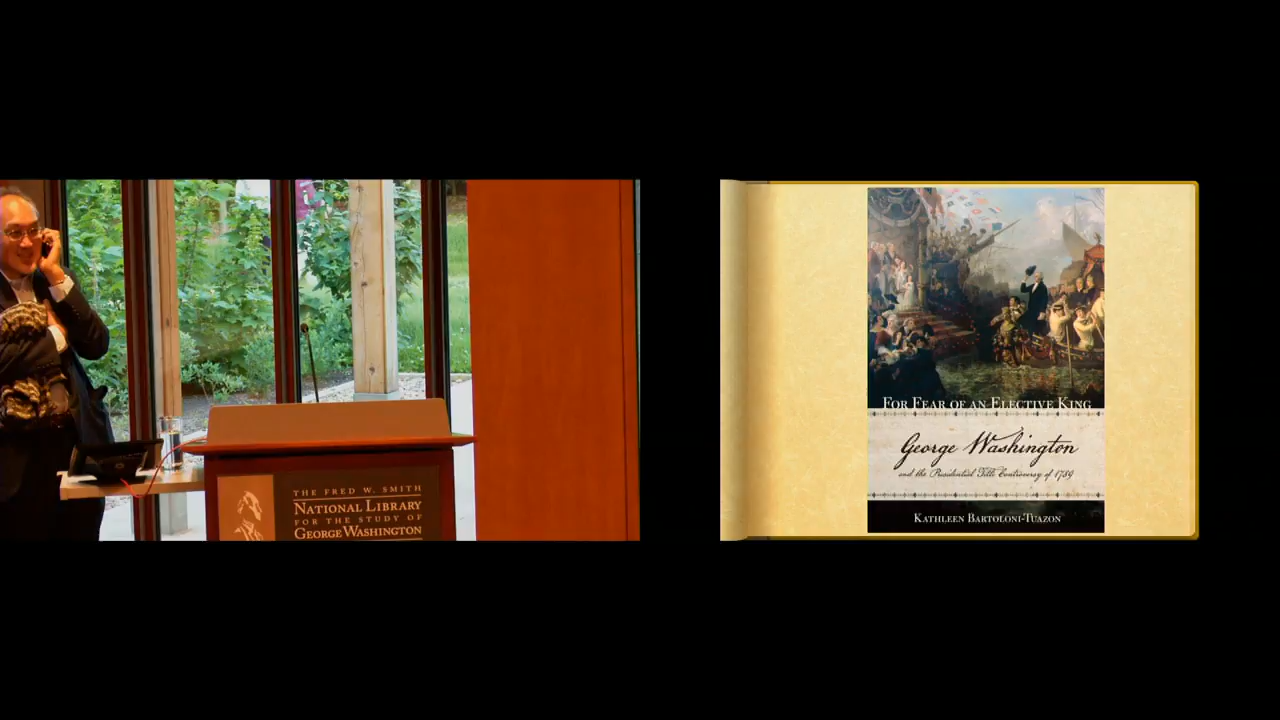 THE FRED W. SMITH
NATIONAL LIBRARY
FOR THE STUDY OF
GEORGE WASHINGTON
FOR FEAR OF AN ELECTIVE KING
George Washington
and the Presidential Title Controversy of 1789
KATHLEEN BARTOLONI-TUAZON